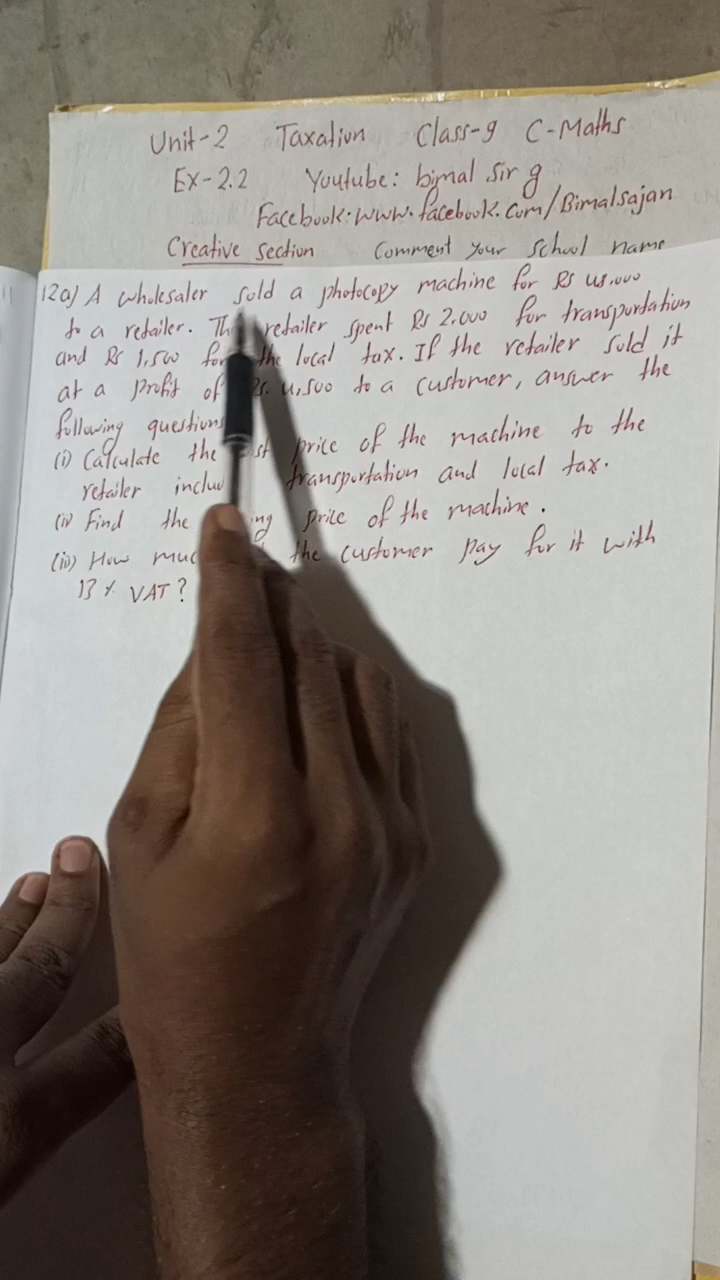 Unit-2 Taxation Class-9 C-Maths
Ex-2.2 Youtube: bimal sir g
Facebook: www.facebook.com/Bimalsajan
Creative section Comment your school name
12a) A wholesaler sold a photocopy machine for Rs
to a retailer. The retailer spent Rs 2,000 for transportation
and Rs 1,500 for the local tax. If the retailer sold it
at a profit of Rs. 4,500 to a customer, answer the
following question
(i) Calculate the price of the machine to the
retailer transportation and local tax.
(ii) Find the price of the machine.
(iii) How the customer pay for it with
13% VAT?